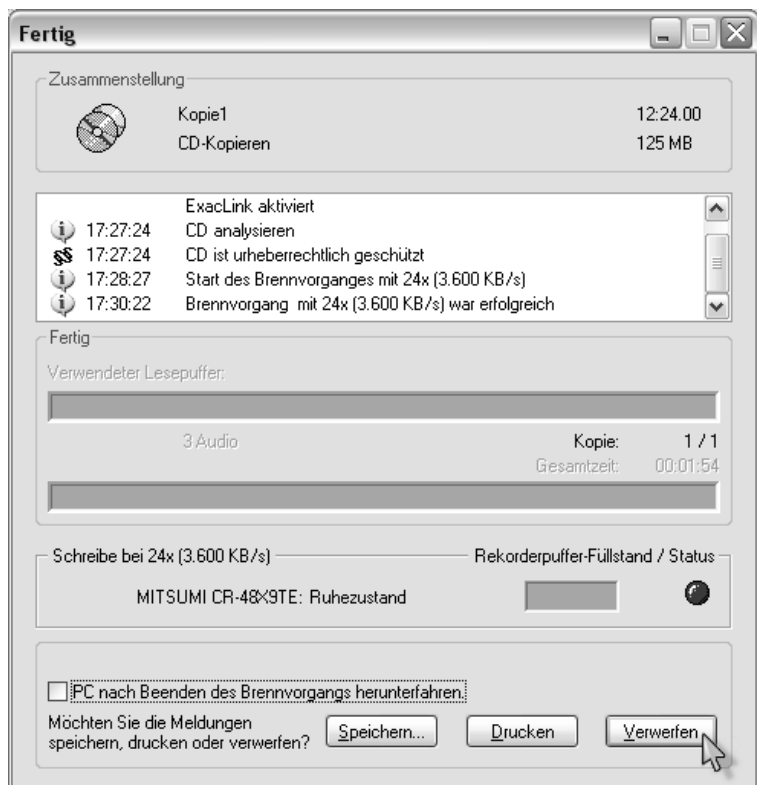 Fertig
Zusammenstellung
Kopie1 12:24.00
CD-Kopieren 125 MB
ExacLink aktiviert
17:27:24 CD analysieren
§§ 17:27:24 CD ist urheberrechtlich geschützt
17:28:27 Start des Brennvorganges mit 24x (3.600 KB/s)
17:30:22 Brennvorgang mit 24x (3.600 KB/s) war erfolgreich
Fertig
Verwendeter Lesepuffer:
3 Audio Kopie: 1 / 1
Gesamtzeit: 00:01:54
Schreibe bei 24x (3.600 KB/s) Rekorderpuffer-Füllstand / Status
MITSUMI CR-48X9TE: Ruhezustand
PC nach Beenden des Brennvorgangs herunterfahren.
Möchten Sie die Meldungen
speichern, drucken oder verwerfen? Speichern... Drucken Verwerfen